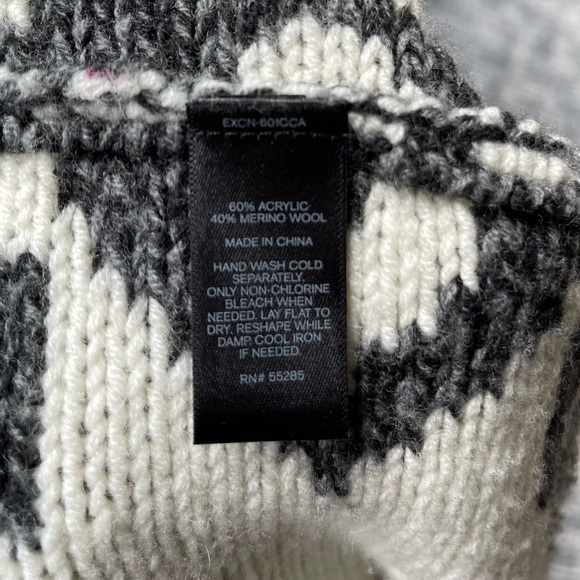 EXCN-601GCA
60% ACRYLIC
40% MERINO WOOL
MADE IN CHINA
HAND WASH COLD
SEPARATELY.
ONLY NON-CHLORINE
BLEACH WHEN
NEEDED. LAY FLAT TO
DRY. RESHAPE WHILE
DAMP. COOL IRON
IF NEEDED.
RN# 55285